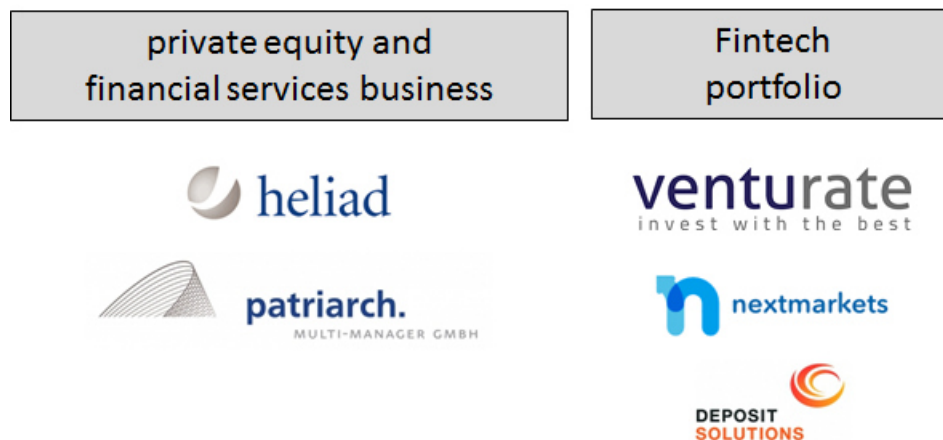 private equity and
financial services business
Fintech
portfolio
heliad
patriarch.
MULTI-MANAGER GMBH
venturate
invest with the best
nextmarkets
DEPOSIT
SOLUTIONS